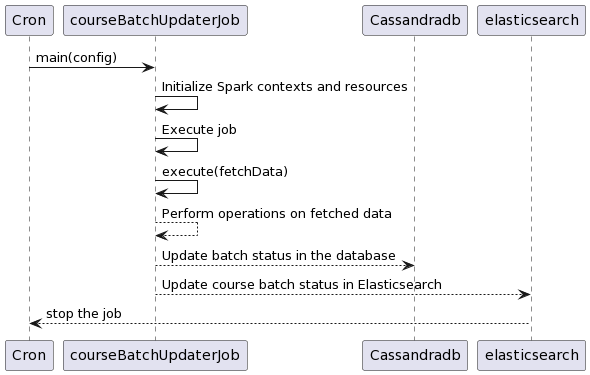 Cron courseBatchUpdaterJob Cassandradb elasticsearch
main(config)
Initialize Spark contexts and resources
Execute job
execute(fetchData)
Perform operations on fetched data
Update batch status in the database
Update course batch status in Elasticsearch
stop the job
Cron courseBatchUpdaterJob Cassandradb elasticsearch